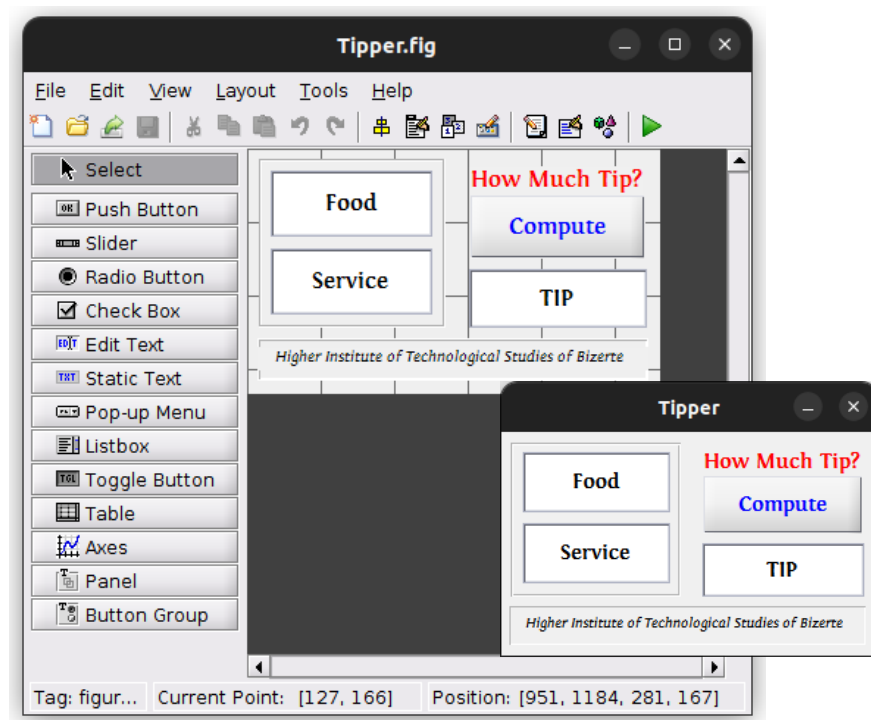 Tipper.fig
File Edit View Layout Tools Help
Select
Push Button
Slider
Radio Button
Check Box
Edit Text
Static Text
Pop-up Menu
Listbox
Toggle Button
Table
Axes
Panel
Button Group
Food
Service
How Much Tip?
Compute
TIP
Higher Institute of Technological Studies of Bizerte
Tipper
Food
Service
How Much Tip?
Compute
TIP
Higher Institute of Technological Studies of Bizerte
Tag: figur... Current Point: [127, 166] Position: [951, 1184, 281, 167]